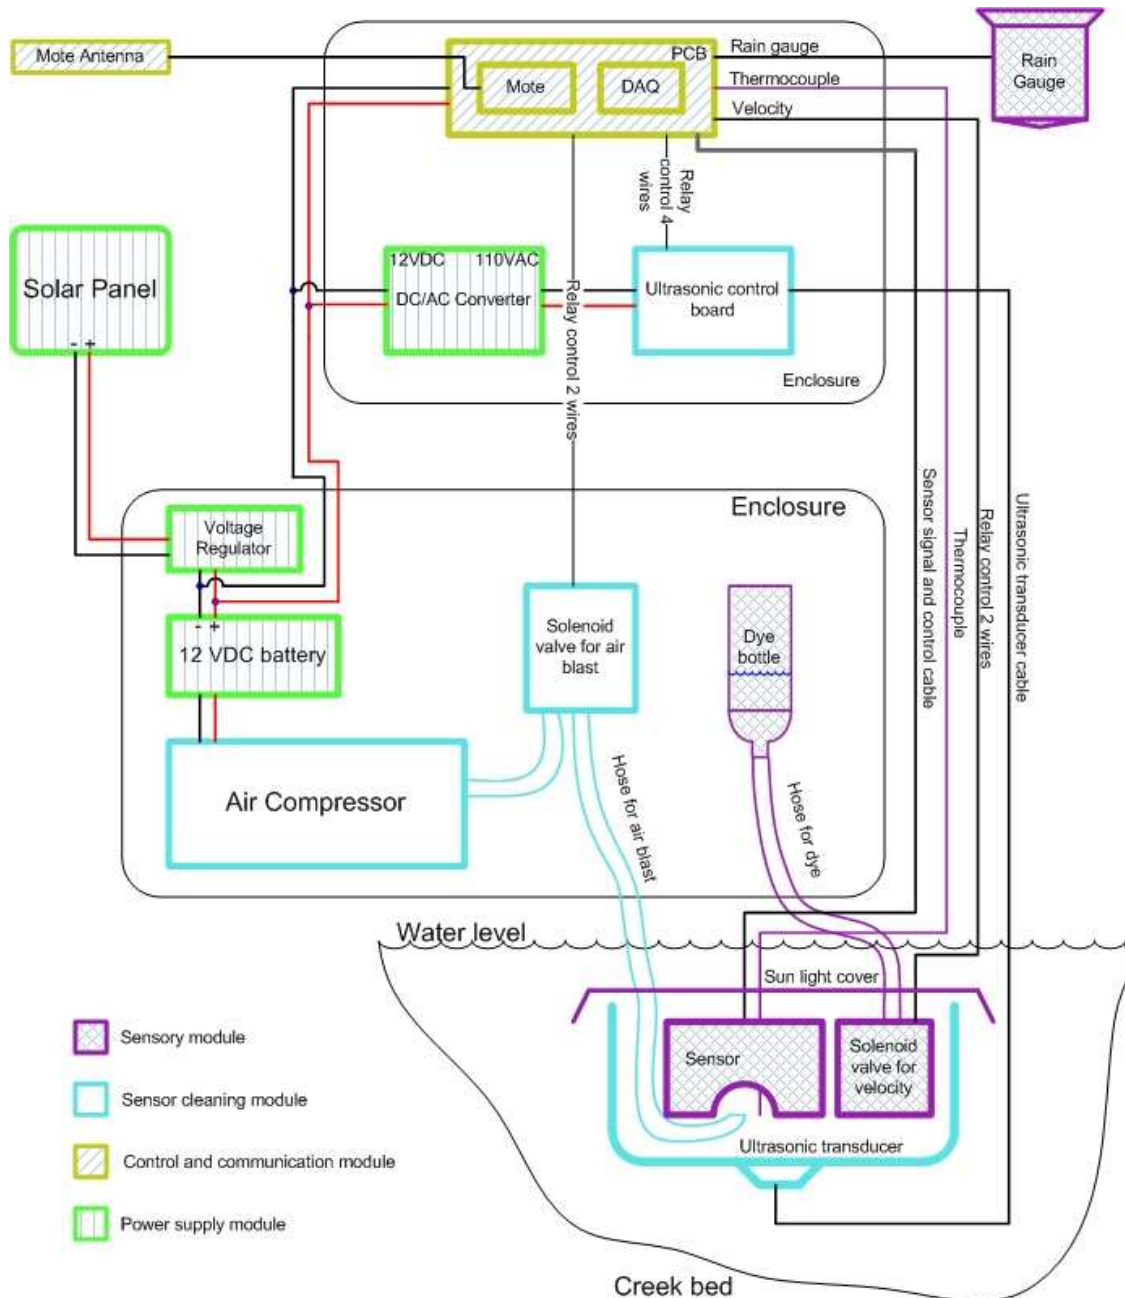 Mote Antenna
PCB
Mote
DAQ
Rain gauge
Thermocouple
Velocity
Rain
Gauge
Relay
control 4
wires
Solar Panel
- +
12VDC 110VAC
DC/AC Converter
Ultrasonic control
board
Enclosure
Relay control 2 wires
Enclosure
Voltage
Regulator
- +
12 VDC battery
Air Compressor
Solenoid
valve for air
blast
Dye
bottle
Hose for air blast
Hose for dye
Sensor signal and control cable
Thermocouple
Relay control 2 wires
Ultrasonic transducer cable
Water level
Sun light cover
Sensor
Solenoid
valve for
velocity
Ultrasonic transducer
Creek bed
Sensory module
Sensor cleaning module
Control and communication module
Power supply module